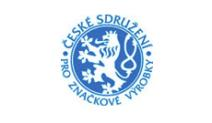 ČESKÉ SDRUŽENÍ
PRO ZNAČKOVÉ VÝROBKY